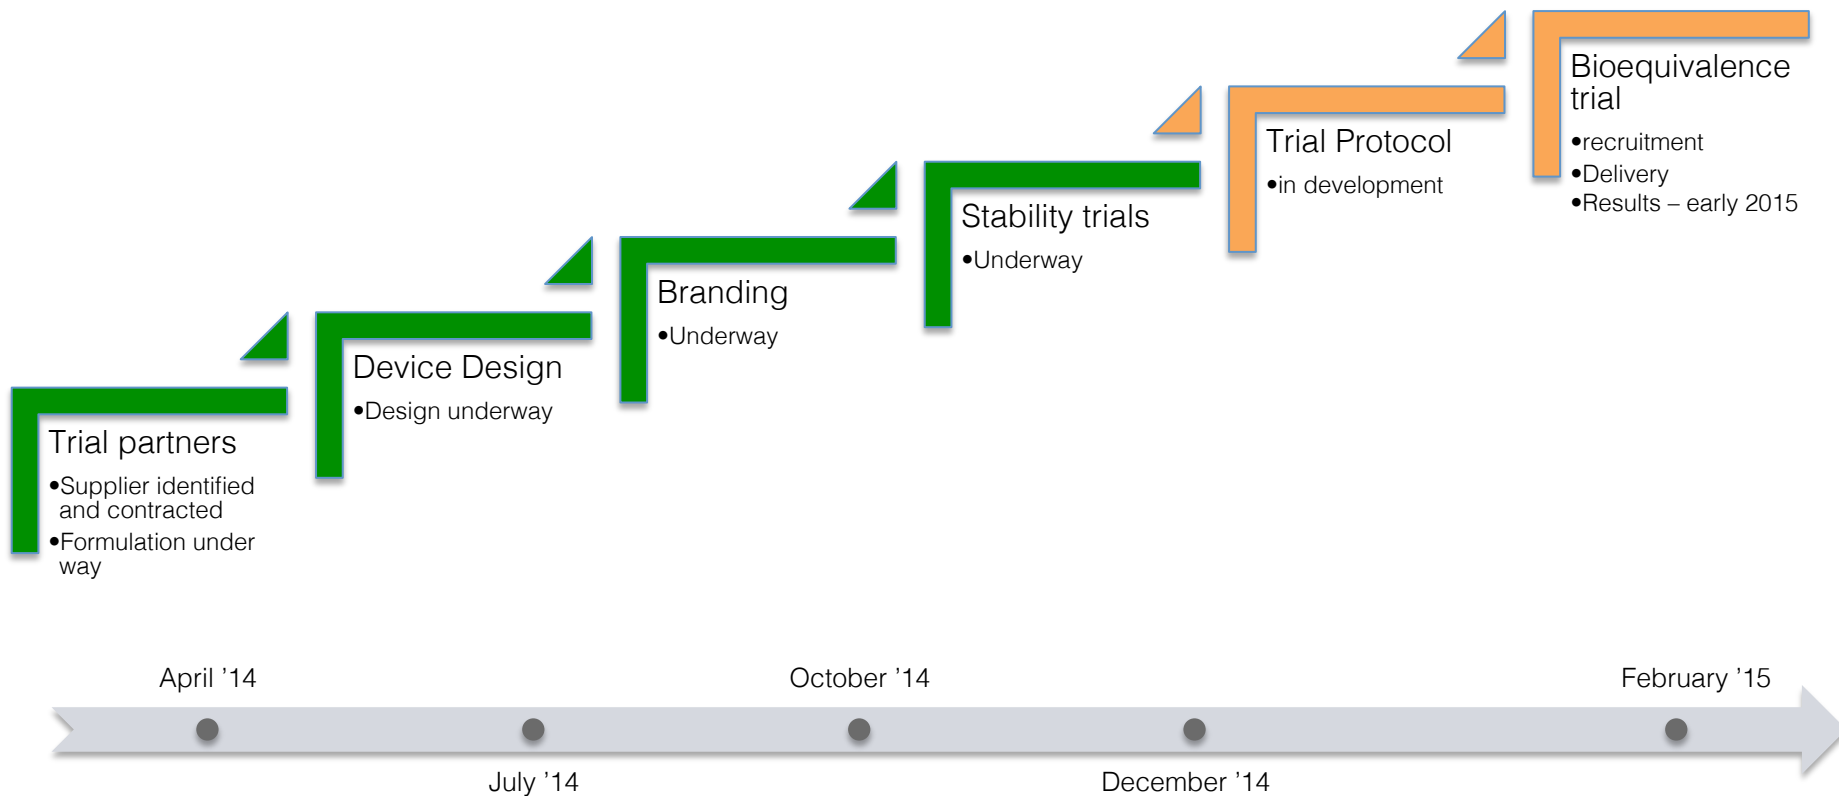 Trial partners
•Supplier identified
and contracted
•Formulation under
way
Device Design
•Design underway
Branding
•Underway
Stability trials
•Underway
Trial Protocol
•in development
Bioequivalence
trial
•recruitment
•Delivery
•Results – early 2015
April ’14
July ’14
October ’14
December ’14
February ’15